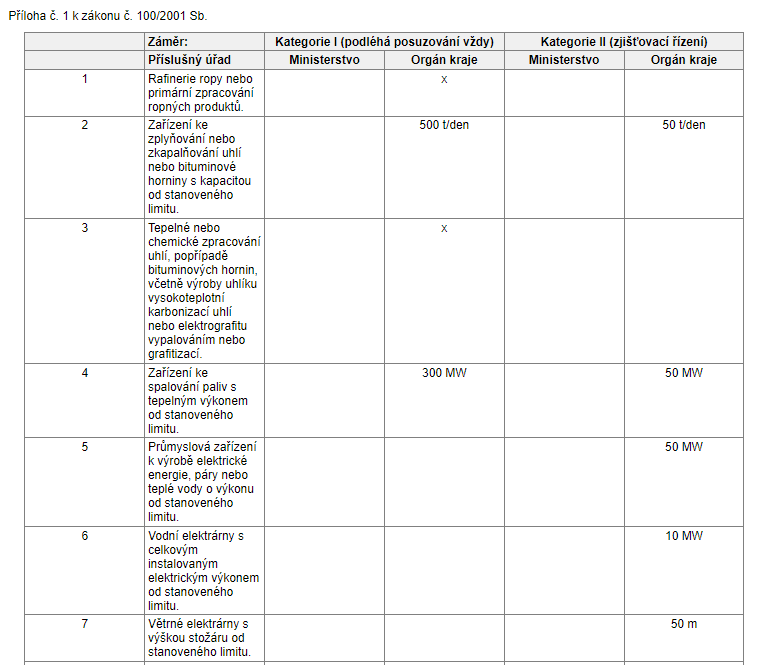 Příloha č. 1 k zákonu č. 100/2001 Sb.
Záměr: Kategorie I (podléhá posuzování vždy) Kategorie II (zjišťovací řízení)
Příslušný úřad Ministerstvo Orgán kraje Ministerstvo Orgán kraje
1 Rafinerie ropy nebo x
primární zpracování
ropných produktů.
2 Zařízení ke 500 t/den 50 t/den
zplyňování nebo
zkapalňování uhlí
nebo bituminové
horniny s kapacitou
od stanoveného
limitu.
3 Tepelné nebo x
chemické zpracování
uhlí, popřípadě
bituminových hornin,
včetně výroby uhlíku
vysokoteplotní
karbonizací uhlí
nebo elektrografitu
vypalováním nebo
grafitizací.
4 Zařízení ke 300 MW 50 MW
spalování paliv s
tepelným výkonem
od stanoveného
limitu.
5 Průmyslová zařízení 50 MW
k výrobě elektrické
energie, páry nebo
teplé vody o výkonu
od stanoveného
limitu.
6 Vodní elektrárny s 10 MW
celkovým
instalovaným
elektrickým výkonem
od stanoveného
limitu.
7 Větrné elektrárny s 50 m
výškou stožáru od
stanoveného limitu.